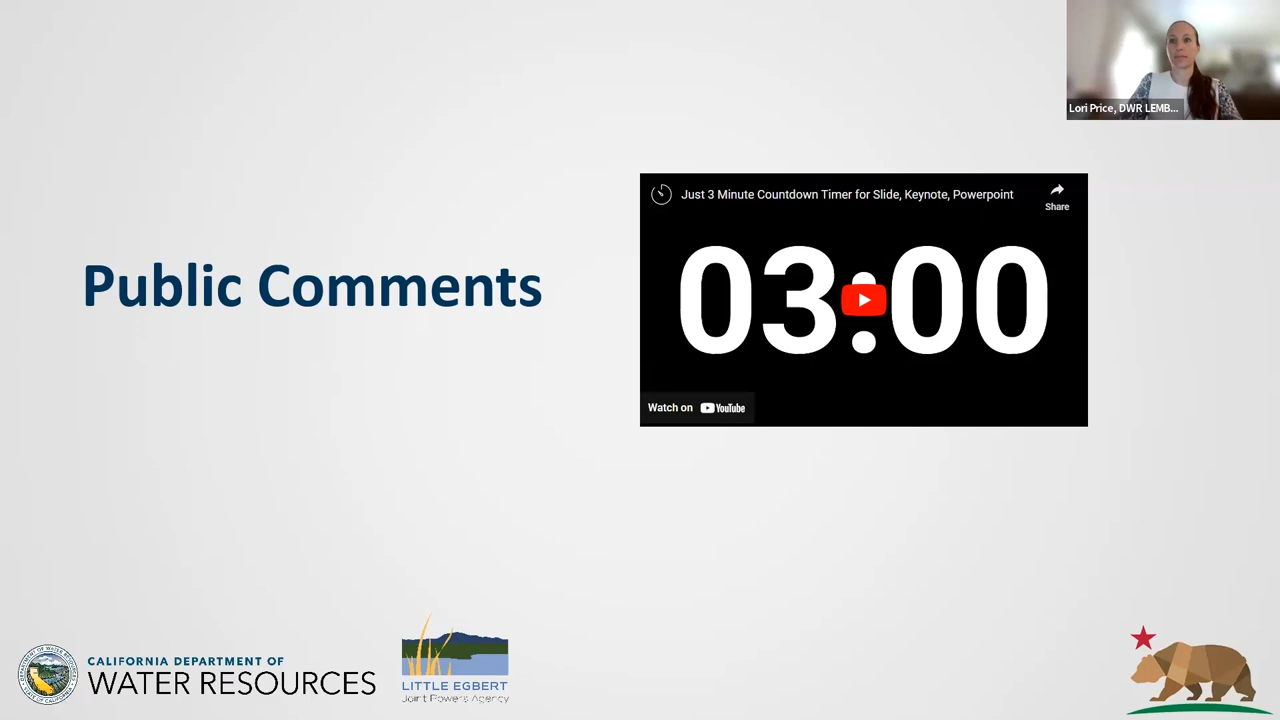 Lori Price, DWR LEMB...
Just 3 Minute Countdown Timer for Slide, Keynote, Powerpoint
Share
03:00
Public Comments
Watch on YouTube
CALIFORNIA DEPARTMENT OF
WATER RESOURCES
LITTLE EGBERT
Joint Powers Agency